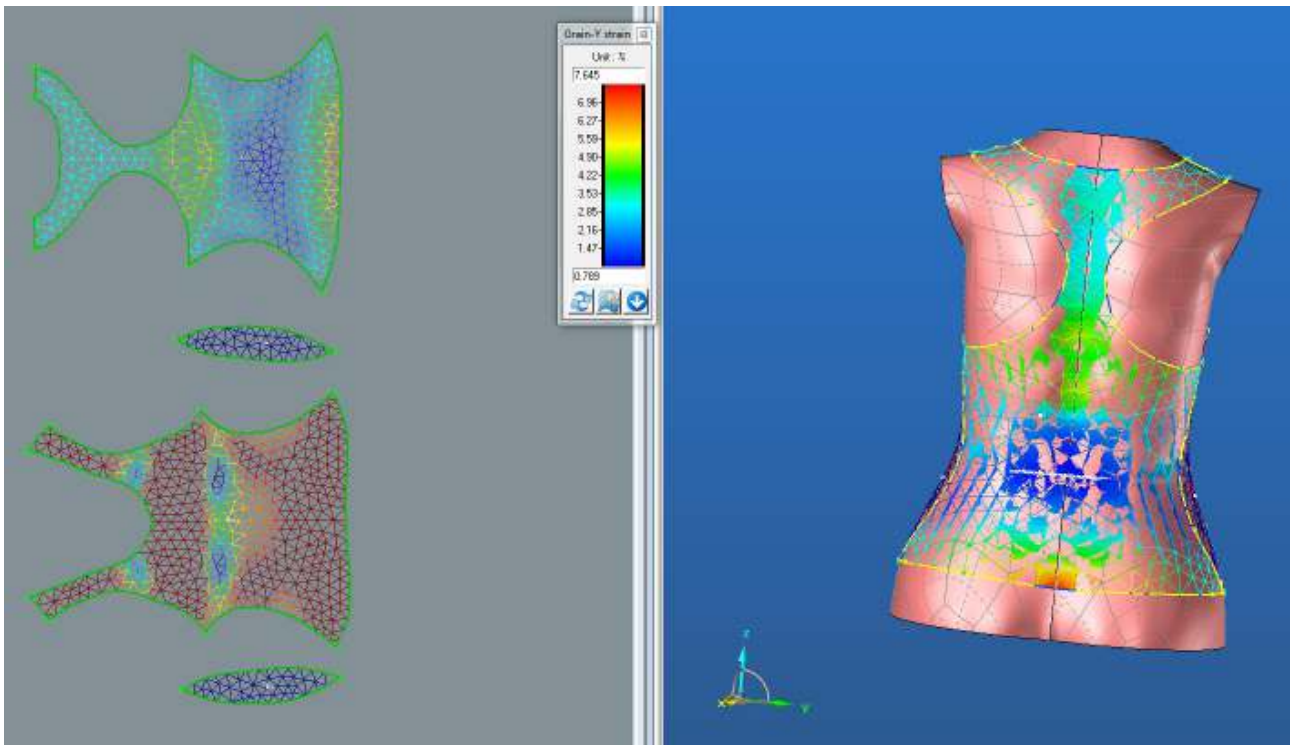 Grain-Y strain
Unit : %
7.645
6.96
6.27
5.59
4.90
4.22
3.53
2.85
2.16
1.47
0.789
z
x
Y